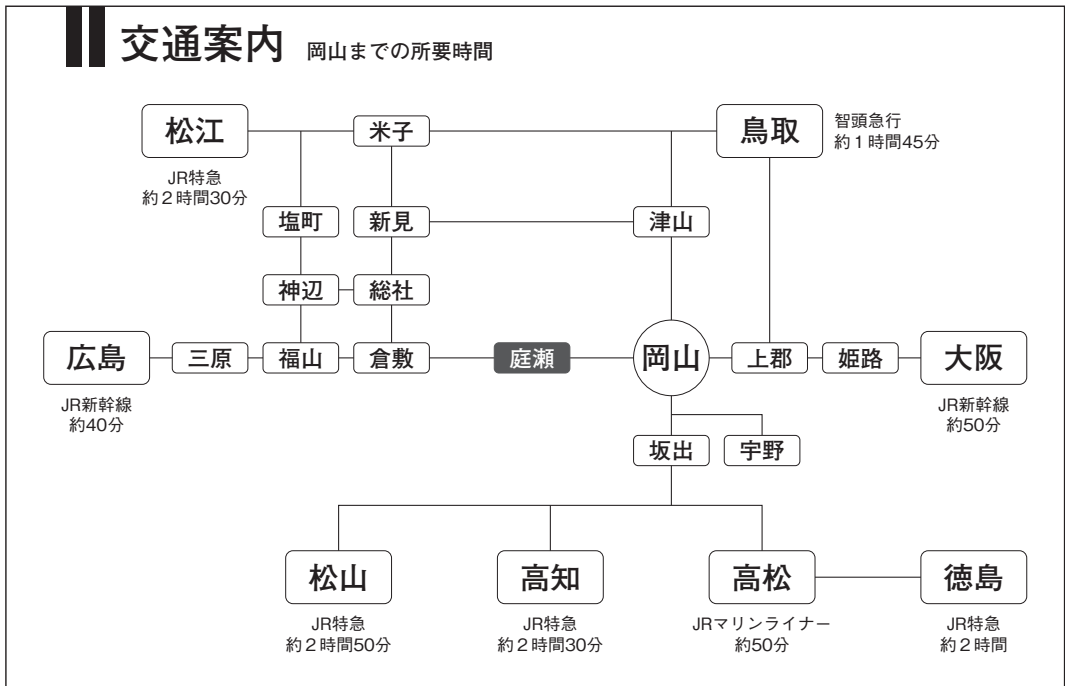 交通案内 岡山までの所要時間
松江
米子
鳥取
智頭急行
約1時間45分
JR特急
約2時間30分
塩町
新見
津山
神辺
総社
広島
三原
福山
倉敷
庭瀬
岡山
上郡
姫路
大阪
JR新幹線
約40分
JR新幹線
約50分
坂出
宇野
松山
高知
高松
徳島
JR特急
約2時間50分
JR特急
約2時間30分
JRマリンライナー
約50分
JR特急
約2時間